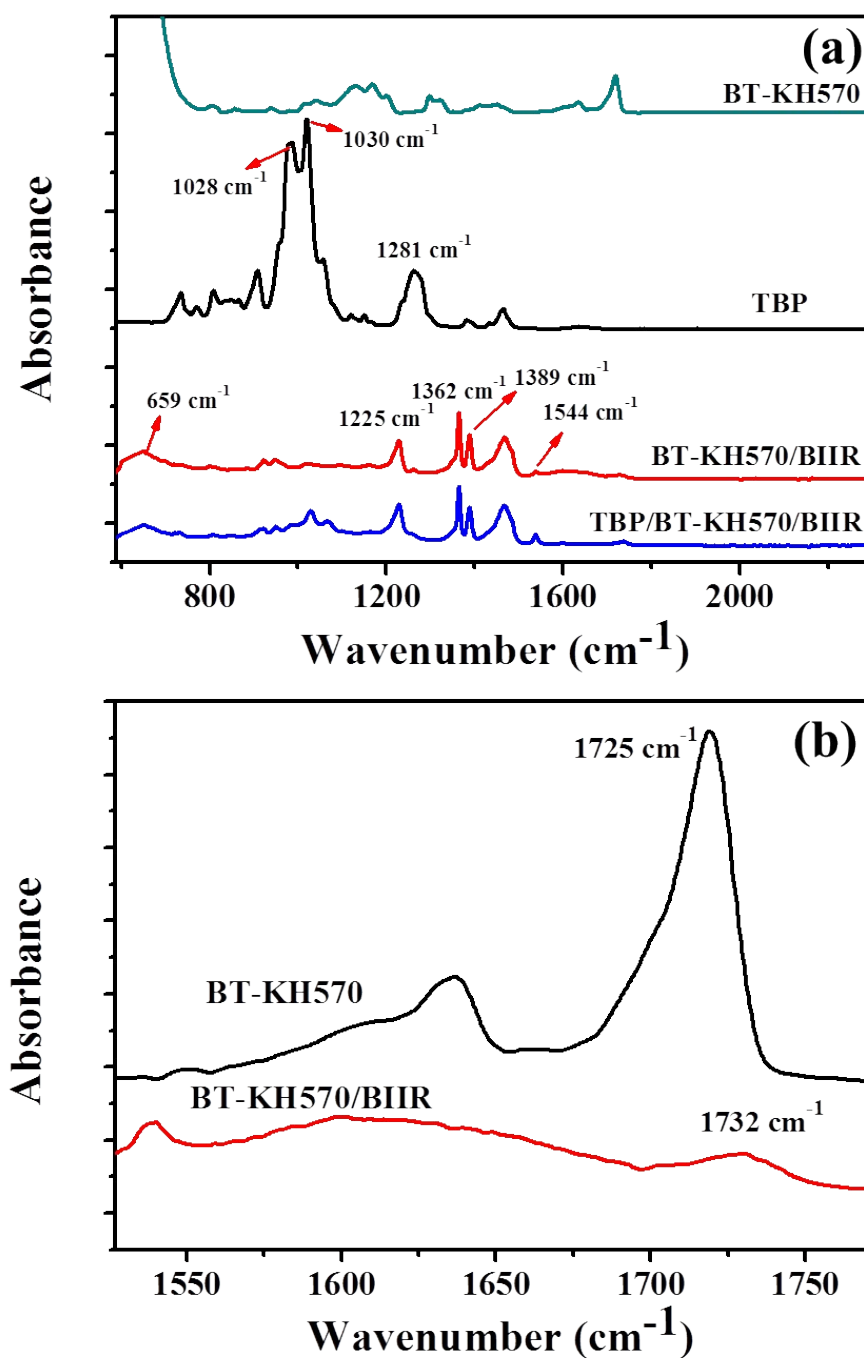 (a)
BT-KH570
1030 cm-1
1028 cm-1
1281 cm-1
TBP
659 cm-1
1225 cm-1
1362 cm-1
1389 cm-1
1544 cm-1
BT-KH570/BIIR
TBP/BT-KH570/BIIR
Absorbance
800 1200 1600 2000
Wavenumber (cm-1)
(b)
1725 cm-1
BT-KH570
BT-KH570/BIIR
1732 cm-1
Absorbance
1550 1600 1650 1700 1750
Wavenumber (cm-1)